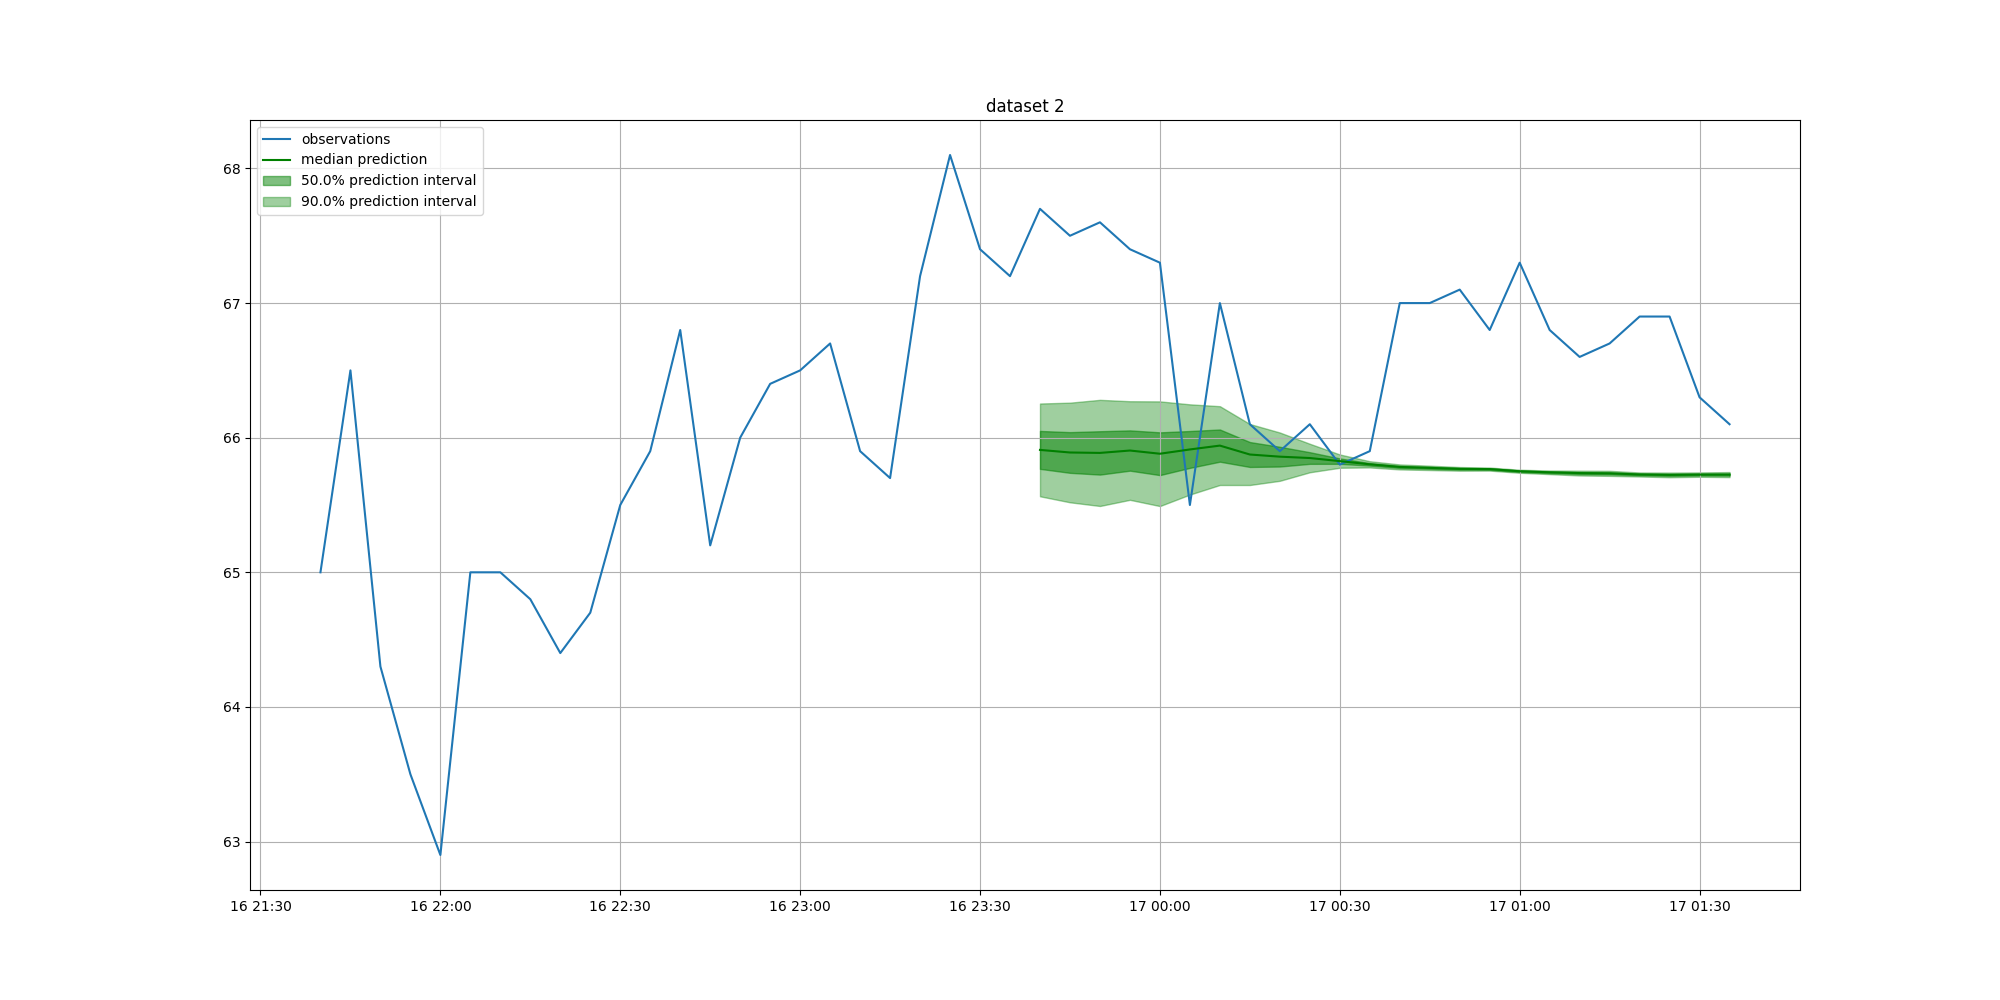 dataset 2
observations
median prediction
50.0% prediction interval
90.0% prediction interval
68
67
66
65
64
63
16 21:30 16 22:00 16 22:30 16 23:00 16 23:30 17 00:00 17 00:30 17 01:00 17 01:30